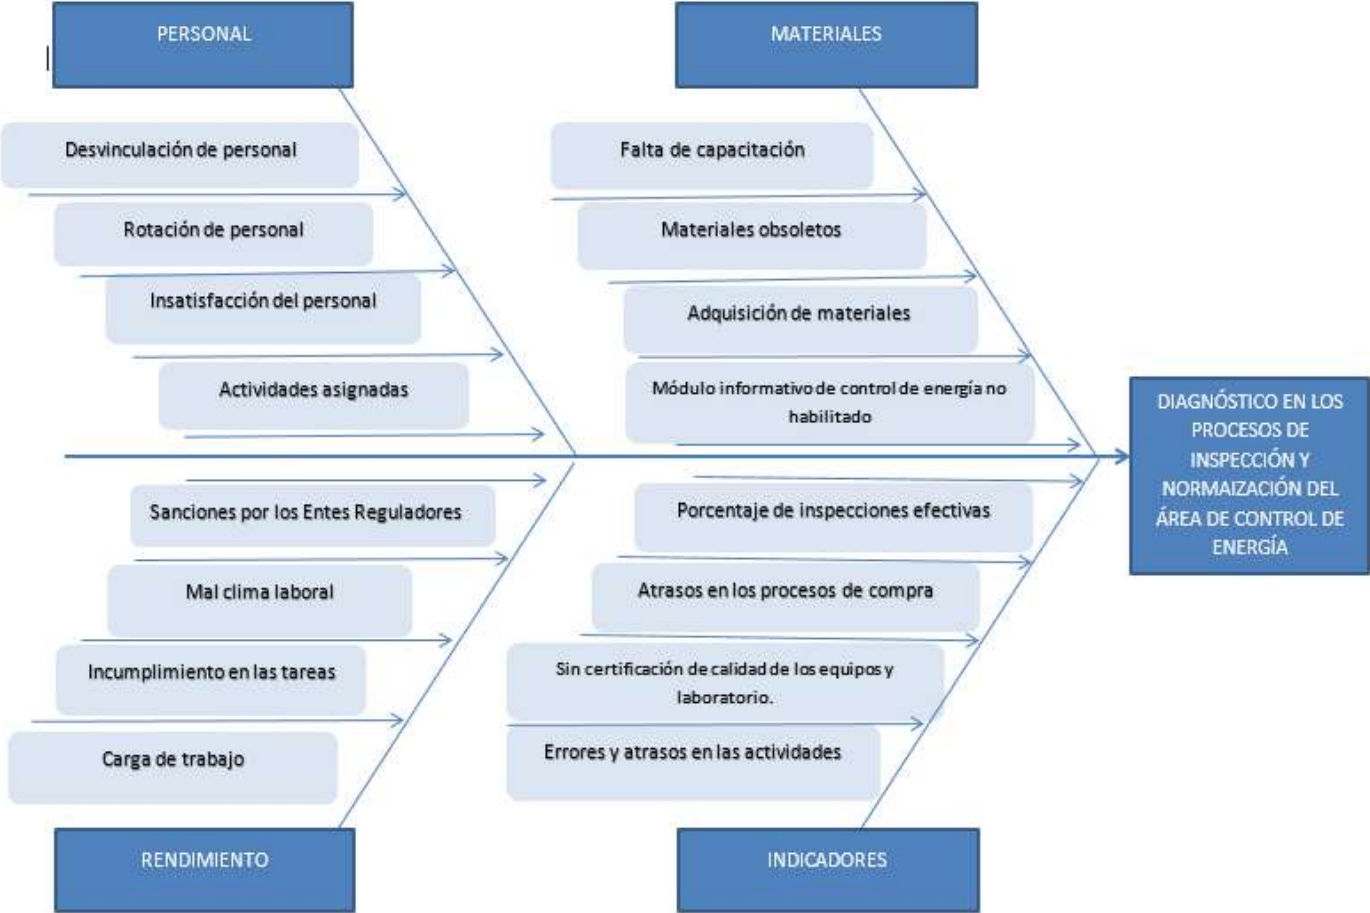 PERSONAL
MATERIALES
Desvinculación de personal
Rotación de personal
Insatisfacción del personal
Actividades asignadas
Falta de capacitación
Materiales obsoletos
Adquisición de materiales
Módulo informativo de control de energía no
habilitado
DIAGNÓSTICO EN LOS
PROCESOS DE
INSPECCIÓN Y
NORMAIZACIÓN DEL
ÁREA DE CONTROL DE
ENERGÍA
Sanciones por los Entes Reguladores
Mal clima laboral
Incumplimiento en las tareas
Carga de trabajo
Porcentaje de inspecciones efectivas
Atrasos en los procesos de compra
Sin certificación de calidad de los equipos y
laboratorio.
Errores y atrasos en las actividades
RENDIMIENTO
INDICADORES